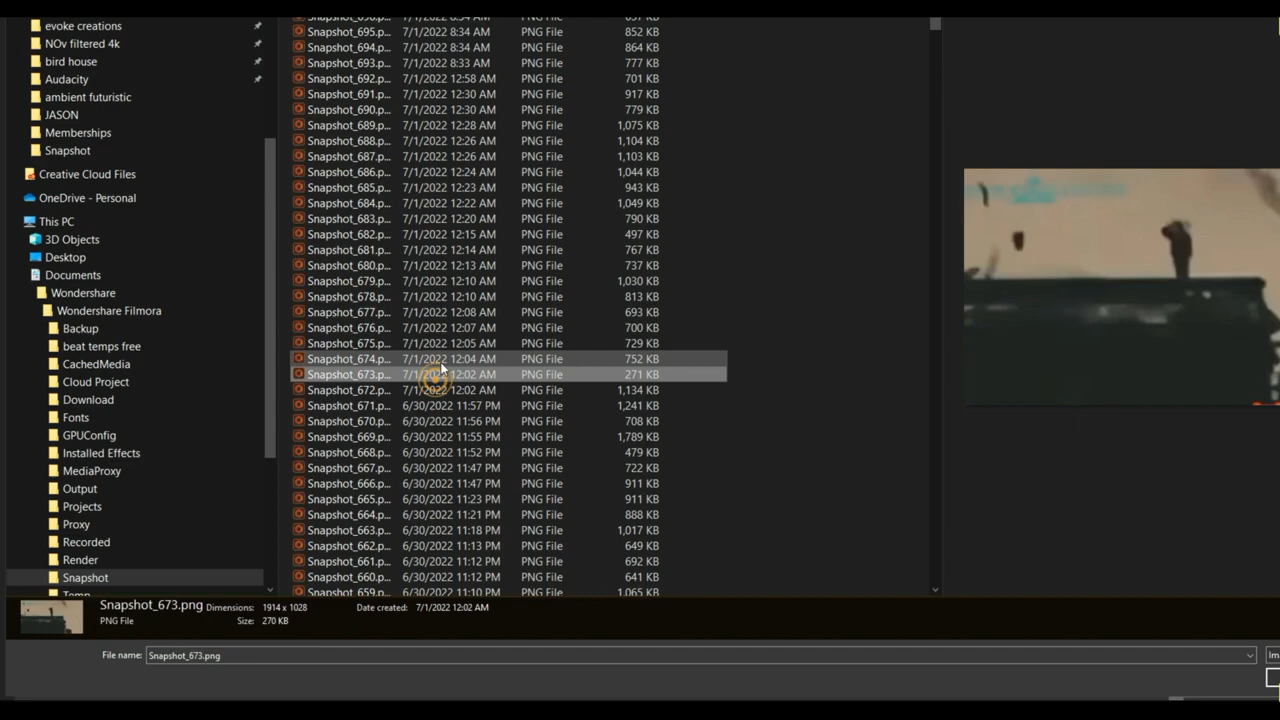 evoke creations
NOv filtered 4k
bird house
Audacity
ambient futuristic
JASON
Memberships
Snapshot
Creative Cloud Files
OneDrive - Personal
This PC
3D Objects
Desktop
Documents
Wondershare
Wondershare Filmora
Backup
beat temps free
CachedMedia
Cloud Project
Download
Fonts
GPUConfig
Installed Effects
MediaProxy
Output
Projects
Proxy
Recorded
Render
Snapshot
Snapshot_695.p... 7/1/2022 8:34 AM PNG File 852 KB
Snapshot_694.p... 7/1/2022 8:34 AM PNG File 864 KB
Snapshot_693.p... 7/1/2022 8:33 AM PNG File 777 KB
Snapshot_692.p... 7/1/2022 12:58 AM PNG File 701 KB
Snapshot_691.p... 7/1/2022 12:30 AM PNG File 917 KB
Snapshot_690.p... 7/1/2022 12:30 AM PNG File 779 KB
Snapshot_689.p... 7/1/2022 12:28 AM PNG File 1,075 KB
Snapshot_688.p... 7/1/2022 12:26 AM PNG File 1,104 KB
Snapshot_687.p... 7/1/2022 12:26 AM PNG File 1,103 KB
Snapshot_686.p... 7/1/2022 12:24 AM PNG File 1,044 KB
Snapshot_685.p... 7/1/2022 12:23 AM PNG File 943 KB
Snapshot_684.p... 7/1/2022 12:22 AM PNG File 1,049 KB
Snapshot_683.p... 7/1/2022 12:20 AM PNG File 790 KB
Snapshot_682.p... 7/1/2022 12:15 AM PNG File 497 KB
Snapshot_681.p... 7/1/2022 12:14 AM PNG File 767 KB
Snapshot_680.p... 7/1/2022 12:13 AM PNG File 737 KB
Snapshot_679.p... 7/1/2022 12:10 AM PNG File 1,030 KB
Snapshot_678.p... 7/1/2022 12:10 AM PNG File 813 KB
Snapshot_677.p... 7/1/2022 12:08 AM PNG File 693 KB
Snapshot_676.p... 7/1/2022 12:07 AM PNG File 700 KB
Snapshot_675.p... 7/1/2022 12:05 AM PNG File 729 KB
Snapshot_674.p... 7/1/2022 12:04 AM PNG File 752 KB
Snapshot_673.p... 7/1/2022 12:02 AM PNG File 271 KB
Snapshot_672.p... 7/1/2022 12:02 AM PNG File 1,134 KB
Snapshot_671.p... 6/30/2022 11:57 PM PNG File 1,241 KB
Snapshot_670.p... 6/30/2022 11:56 PM PNG File 708 KB
Snapshot_669.p... 6/30/2022 11:55 PM PNG File 1,789 KB
Snapshot_668.p... 6/30/2022 11:52 PM PNG File 479 KB
Snapshot_667.p... 6/30/2022 11:47 PM PNG File 722 KB
Snapshot_666.p... 6/30/2022 11:47 PM PNG File 911 KB
Snapshot_665.p... 6/30/2022 11:23 PM PNG File 911 KB
Snapshot_664.p... 6/30/2022 11:21 PM PNG File 888 KB
Snapshot_663.p... 6/30/2022 11:18 PM PNG File 1,017 KB
Snapshot_662.p... 6/30/2022 11:13 PM PNG File 649 KB
Snapshot_661.p... 6/30/2022 11:12 PM PNG File 692 KB
Snapshot_660.p... 6/30/2022 11:12 PM PNG File 641 KB
Snapshot_659.p... 6/30/2022 11:10 PM PNG File 1,065 KB
Snapshot_673.png Dimensions: 1914 x 1028 Date created: 7/1/2022 12:02 AM
PNG File Size: 270 KB
File name: Snapshot_673.png